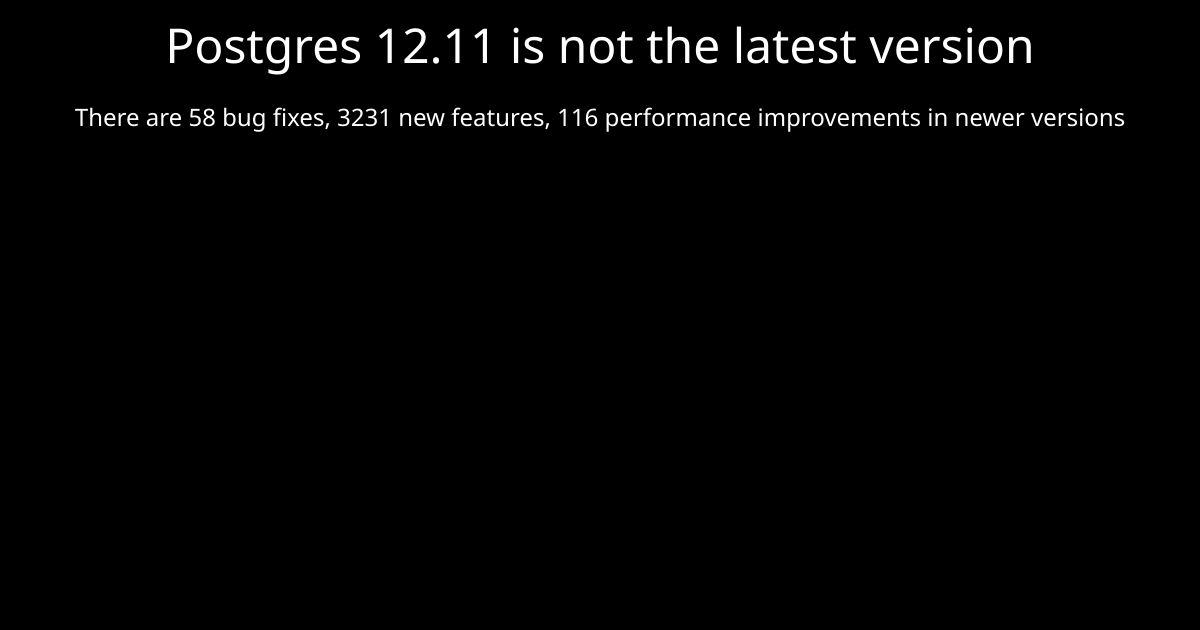 Postgres 12.11 is not the latest version
There are 58 bug fixes, 3231 new features, 116 performance improvements in newer versions